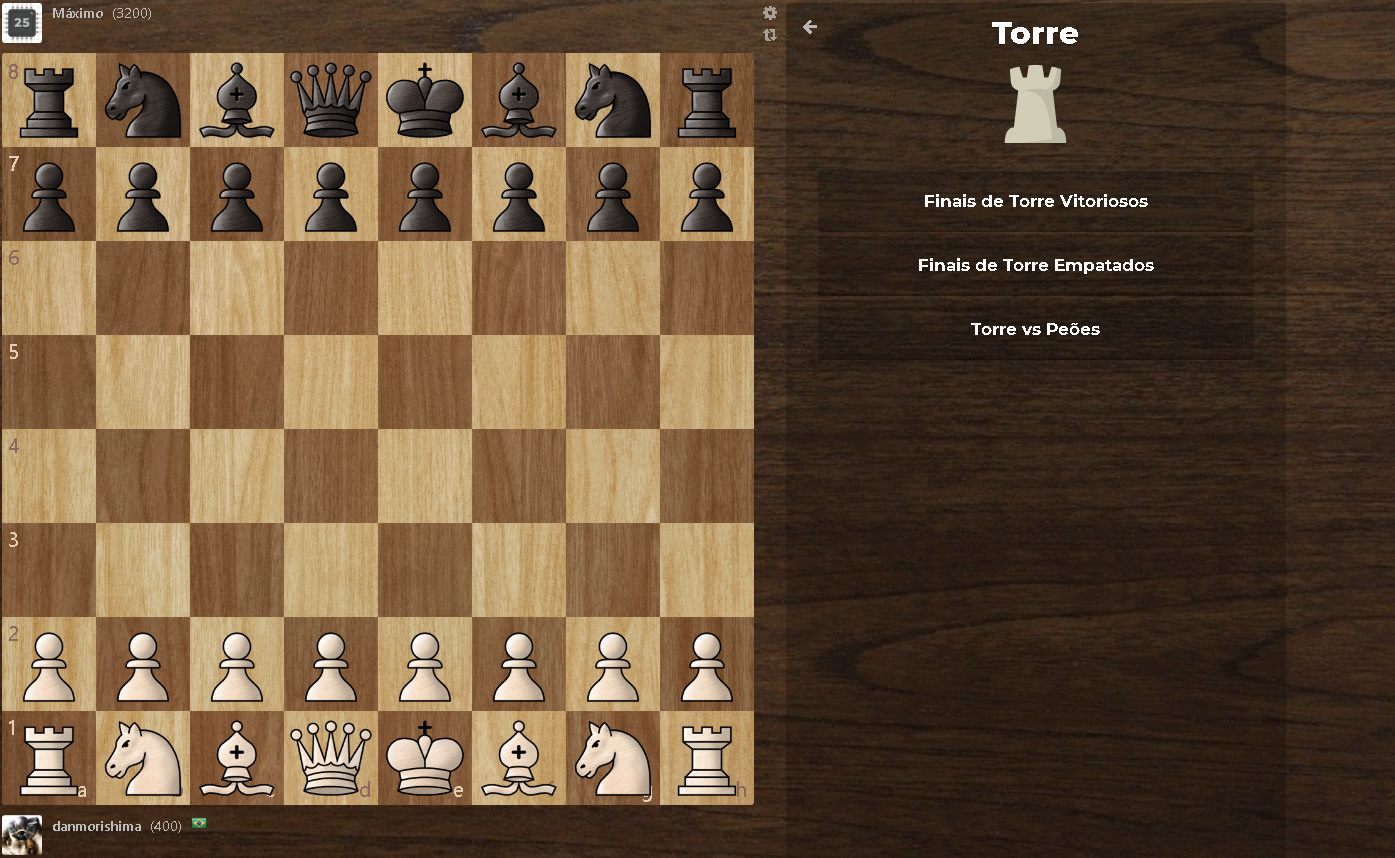 25
Máximo (3200)
8
7
6
5
4
3
2
1
a
d
e
g
h
danmorishima (400)
Torre
Finais de Torre Vitoriosos
Finais de Torre Empatados
Torre vs Peões